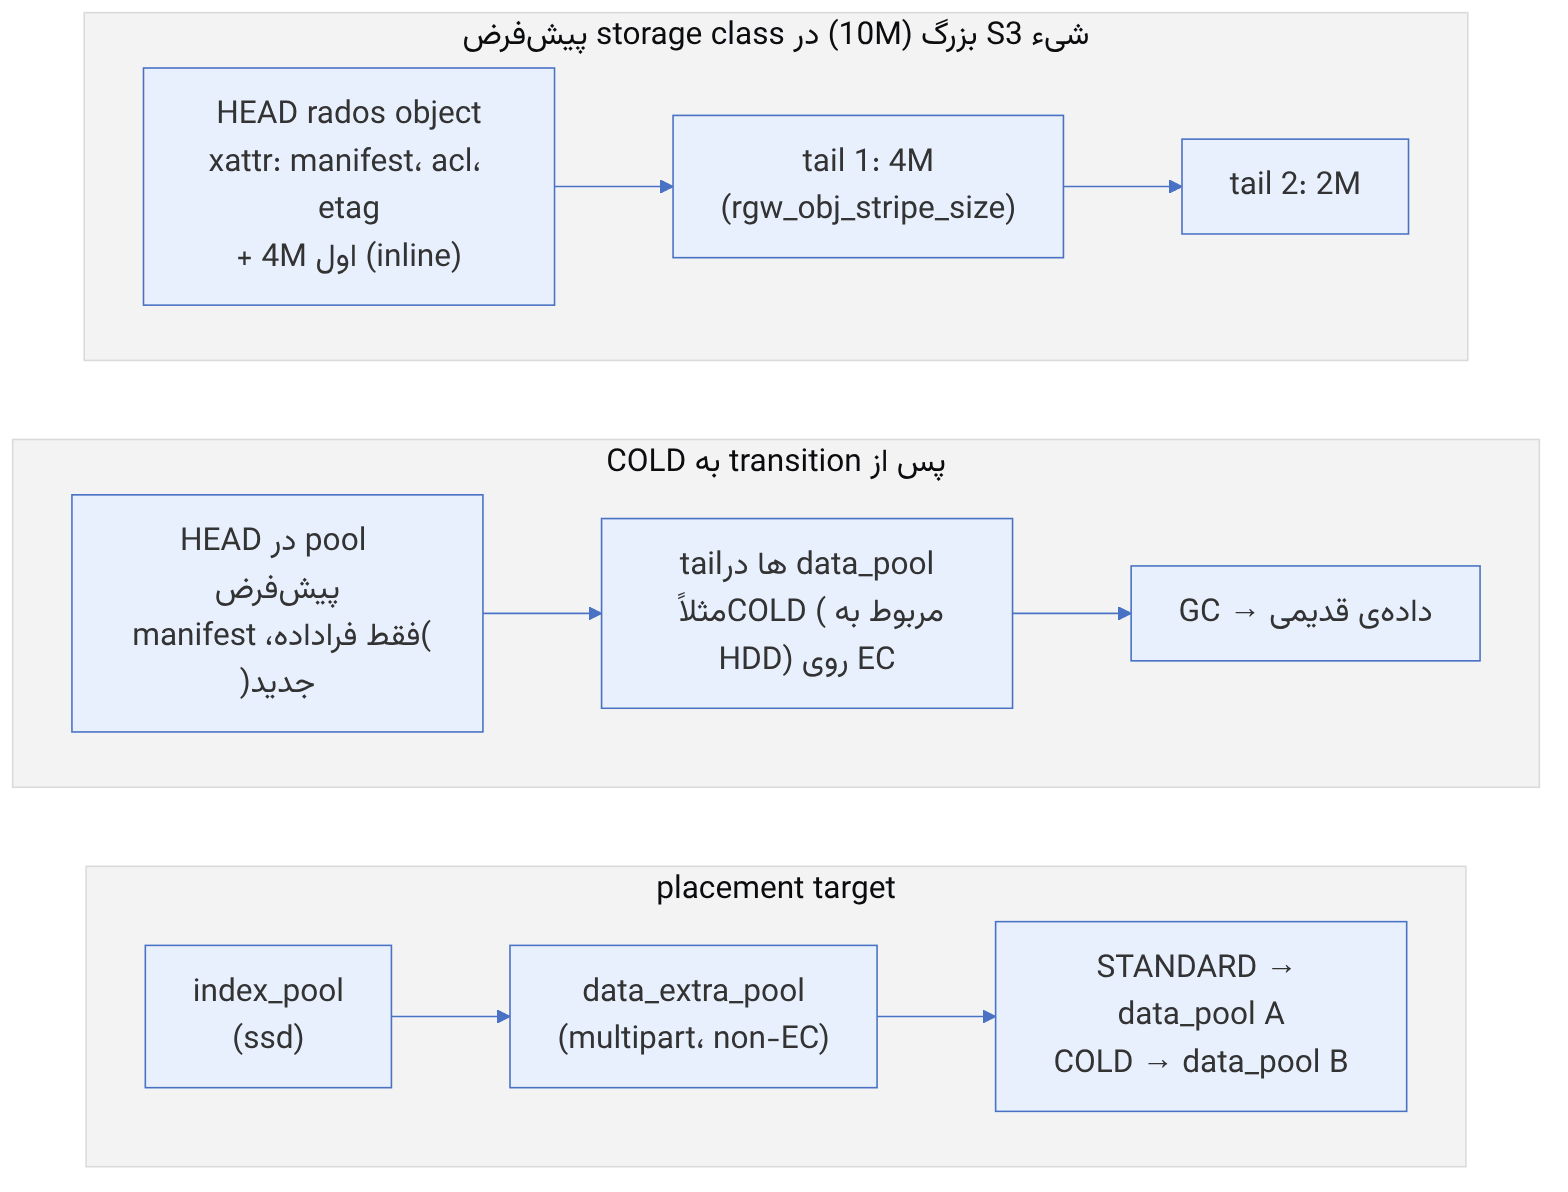 شیء S3 بزرگ (10M) در storage class پیش‌فرض
HEAD rados object
xattr: manifest، acl،
etag
+ 4M اول (inline)
tail 1: 4M
(rgw_obj_stripe_size)
tail 2: 2M
پس از transition به COLD
HEAD در pool
پیش‌فرض
(فقط فراداده، manifest
جدید)
tailها در data_pool
مربوط به COLD (مثلاً
EC روی HDD)
داده‌ی قدیمی → GC
placement target
index_pool
(ssd)
data_extra_pool
(multipart، non-EC)
STANDARD →
data_pool A
COLD → data_pool B